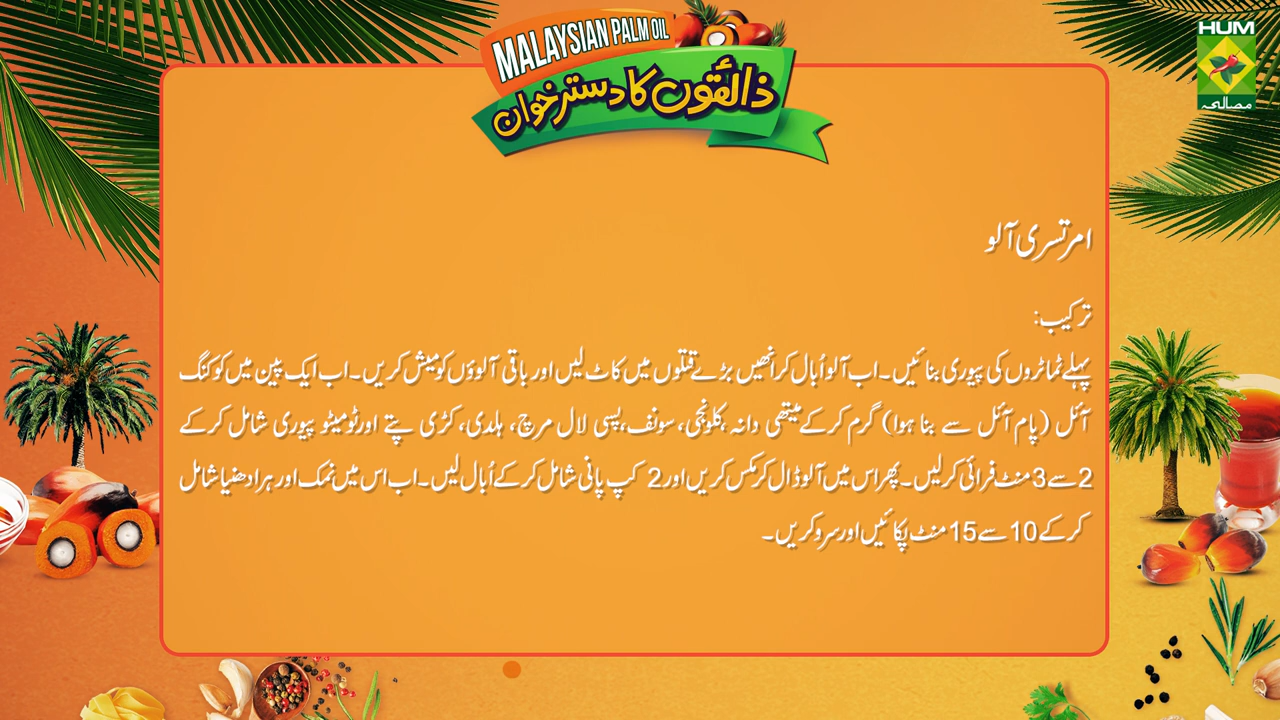 MALAYSIAN PALM OIL
ذائقوں کا دسترخوان
HUM
مصالحہ
امرتسری آلو
ترکیب:
پہلے ٹماٹروں کی پیوری بنائیں۔ اب آلو اُبال کر انھیں بڑے قتلوں میں کاٹ لیں اور باقی آلوؤں کو میش کریں۔ اب ایک پین میں کوکنگ
آئل (پام آئل سے بنا ہوا) گرم کر کے میتھی دانہ، کلونجی، سونف، پسی لال مرچ، ہلدی، کڑی پتے اور ٹومیٹو پیوری شامل کر کے
2 سے 3 منٹ فرائی کر لیں۔ پھر اس میں آلو ڈال کر مکس کریں اور 2 کپ پانی شامل کر کے اُبال لیں۔ اب اس میں نمک اور ہرا دھنیا شامل
کر کے 10 سے 15 منٹ پکائیں اور سرو کریں۔